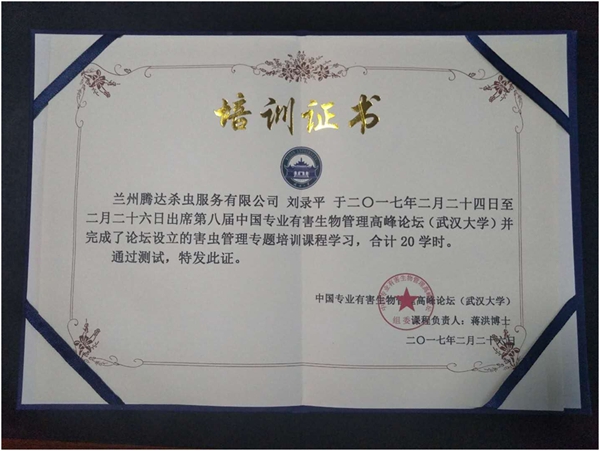 培训证书
兰州腾达杀虫服务有限公司 刘录平 于二〇一七年二月二十四日至
二月二十六日出席第八届中国专业有害生物管理高峰论坛（武汉大学）并
完成了论坛设立的害虫管理专题培训课程学习，合计20学时。
通过测试，特发此证。
中国专业有害生物管理高峰论坛（武汉大学）
组委
课程负责人：蒋洪博士
二〇一七年二月二十六日